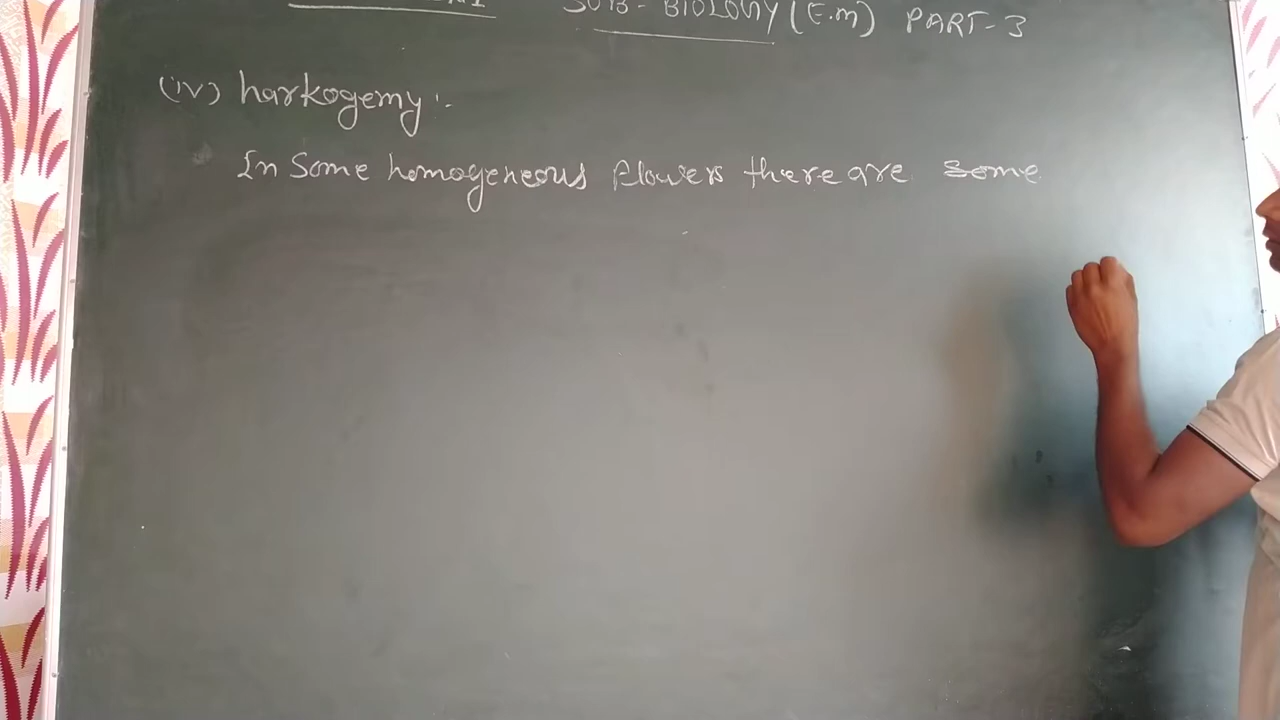 SUB - BIOLOGY (E.m) PART-3
(iv) harkogemy :-
In Some homogeneous flowers there are some